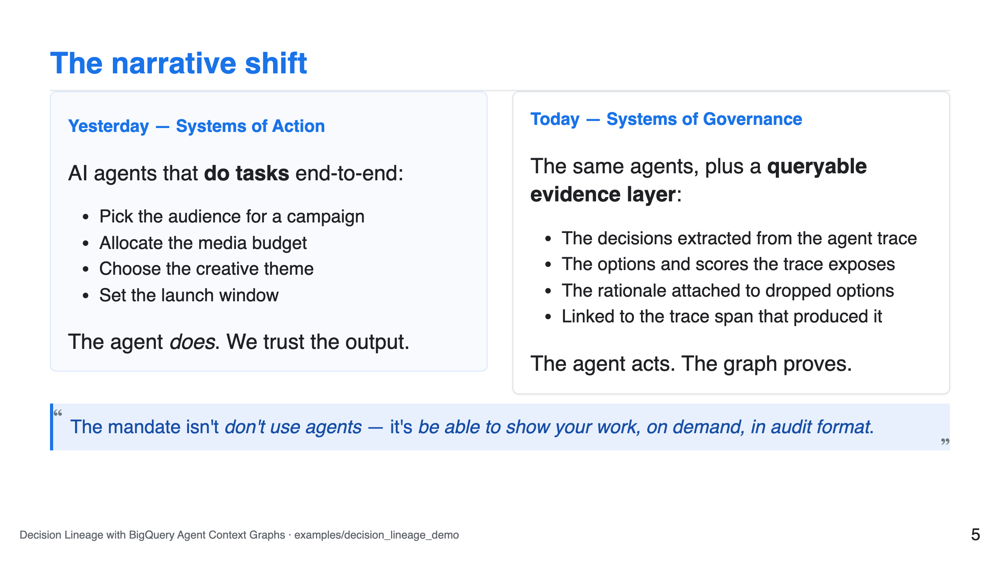 The narrative shift
Yesterday — Systems of Action
AI agents that do tasks end-to-end:
• Pick the audience for a campaign
• Allocate the media budget
• Choose the creative theme
• Set the launch window
The agent does. We trust the output.
Today — Systems of Governance
The same agents, plus a queryable
evidence layer:
• The decisions extracted from the agent trace
• The options and scores the trace exposes
• The rationale attached to dropped options
• Linked to the trace span that produced it
The agent acts. The graph proves.
“ The mandate isn't don't use agents — it's be able to show your work, on demand, in audit format. ”
Decision Lineage with BigQuery Agent Context Graphs · examples/decision_lineage_demo
5